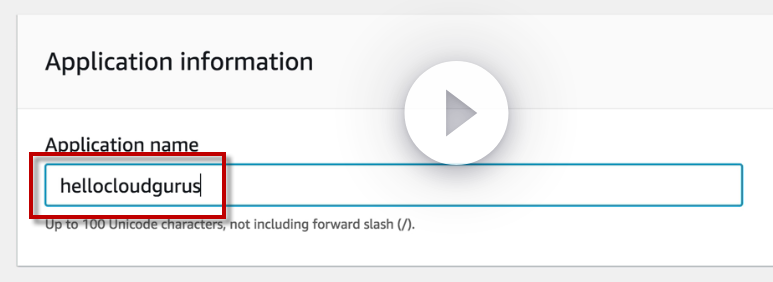 Application information
Application name
hellocloudgurus
Up to 100 Unicode characters, not including forward slash (/).